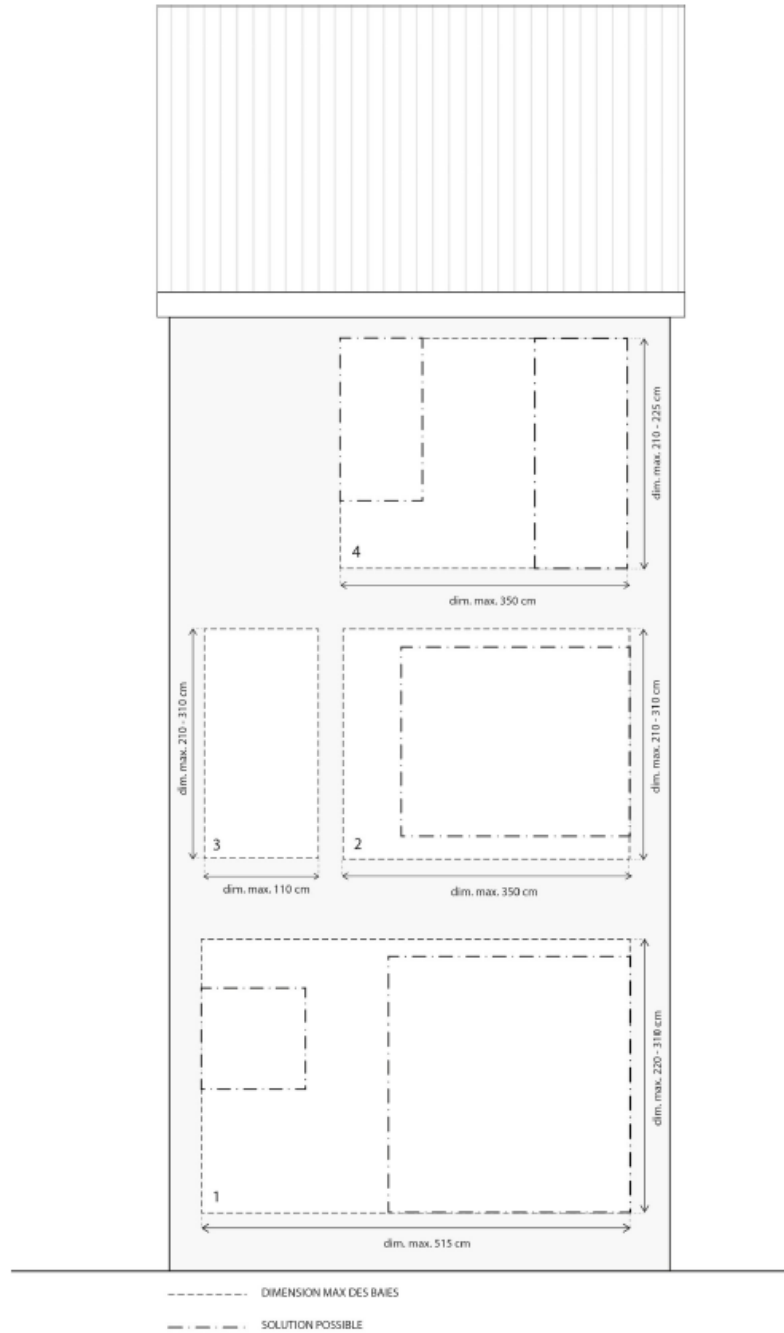 dim. max. 210 - 225 cm
4
dim. max. 350 cm
dim. max. 210 - 310 cm
3
dim. max. 110 cm
2
dim. max. 210 - 310 cm
dim. max. 350 cm
1
dim. max. 220 - 310 cm
dim. max. 515 cm
DIMENSION MAX DES BAIES
SOLUTION POSSIBLE